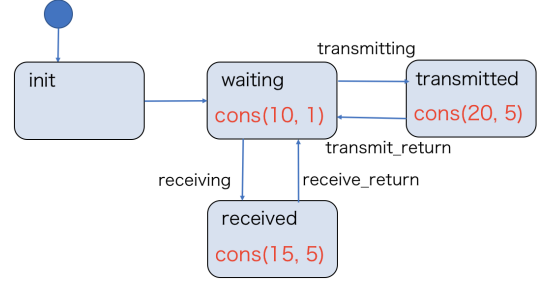 transmitting
init
waiting
transmitted
cons(10, 1)
cons(20, 5)
transmit_return
receiving
receive_return
received
cons(15, 5)